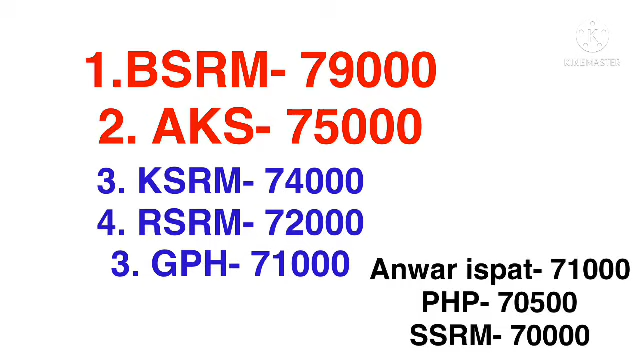 KINEMASTER
1.BSRM- 79000
2. AKS- 75000
3. KSRM- 74000
4. RSRM- 72000
3. GPH- 71000
Anwar ispat- 71000
PHP- 70500
SSRM- 70000